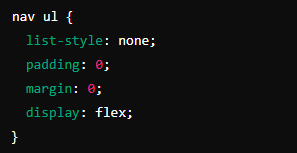 nav ul {
  list-style: none;
  padding: 0;
  margin: 0;
  display: flex;
}